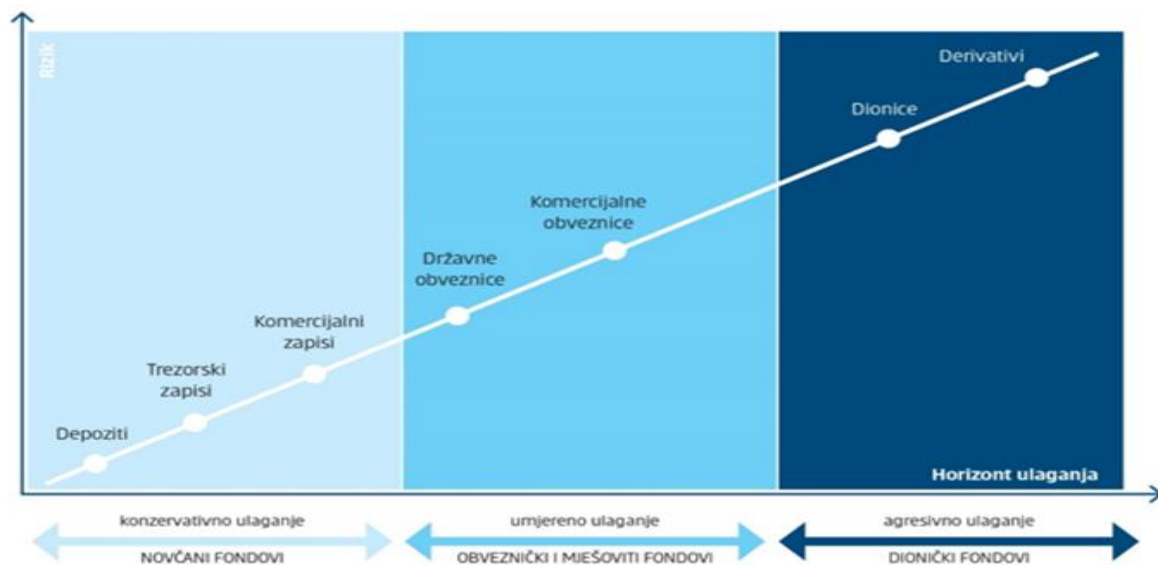 Rizik
Derivativi
Dionice
Komercijalne
obveznice
Državne
obveznice
Komercijalni
zapisi
Trezorski
zapisi
Depoziti
Horizont ulaganja
konzervativno ulaganje
umjereno ulaganje
agresivno ulaganje
NOVČANI FONDOVI
OBVEZNIČKI I MJEŠOVITI FONDOVI
DIONIČKI FONDOVI